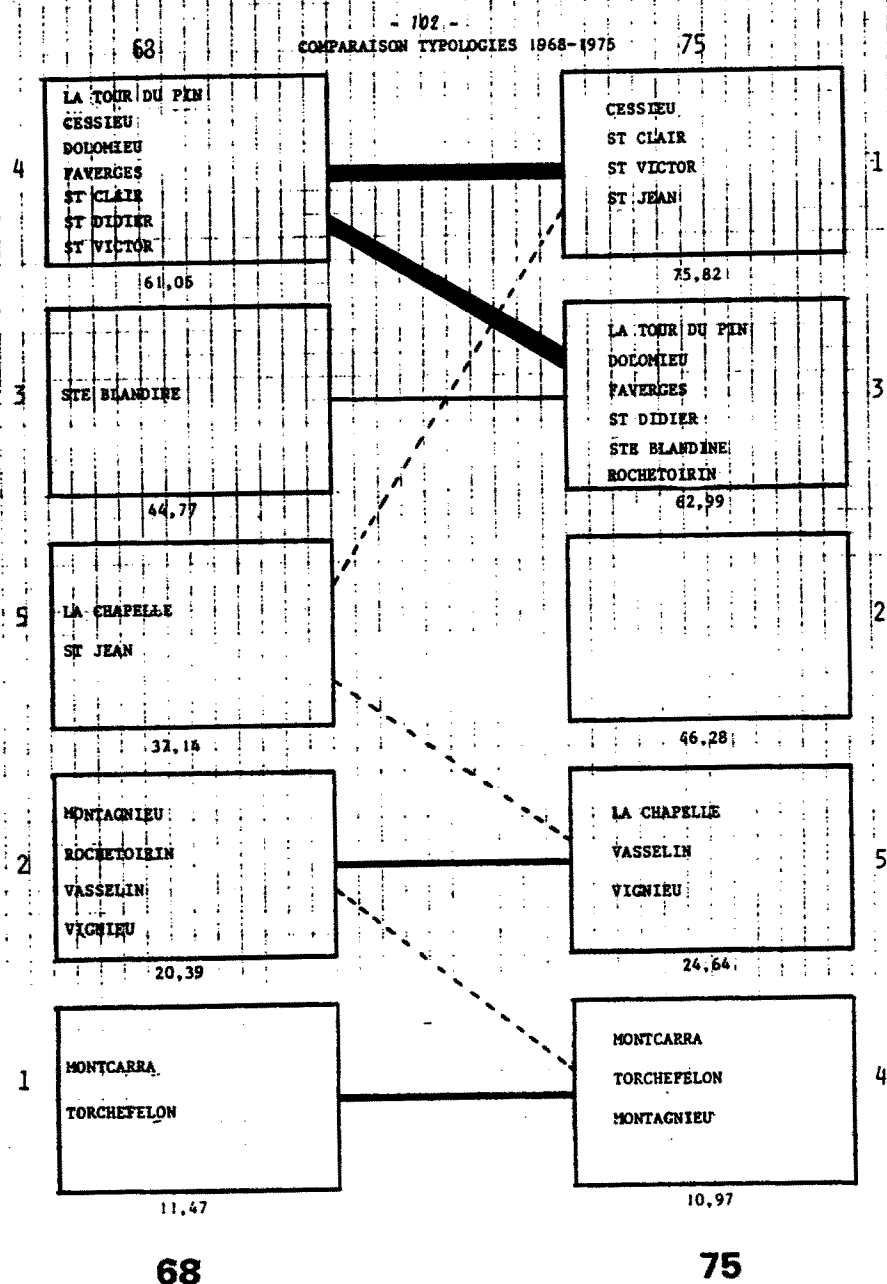 - 102 -
COMPARAISON TYPOLOGIES 1968-1975
68
75
4
LA TOUR DU PIN
CESSIEU
DOLOMIEU
FAVERGES
ST CLAIR
ST DIDIER
ST VICTOR
61,05
CESSIEU
ST CLAIR
ST VICTOR
ST JEAN
1
75,82
3
STE BLANDINE
44,77
LA TOUR DU PIN
DOLOMIEU
FAVERGES
ST DIDIER
STE BLANDINE
ROCHETOIRIN
3
62,99
5
LA CHAPELLE
ST JEAN
2
46,28
2
MONTAGNIEU
ROCHETOIRIN
VASSELIN
VIGNIEU
20,39
LA CHAPELLE
VASSELIN
VIGNIEU
5
24,64
1
MONTCARRA
TORCHEFELON
11,47
MONTCARRA
TORCHEFELON
MONTAGNIEU
4
10,97
68
75